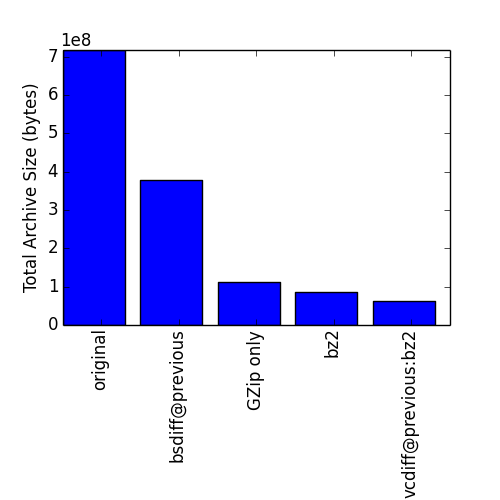 1e8
Total Archive Size (bytes)
7
6
5
4
3
2
1
0
original
bsdiff@previous
GZip only
bz2
vcdiff@previous:bz2